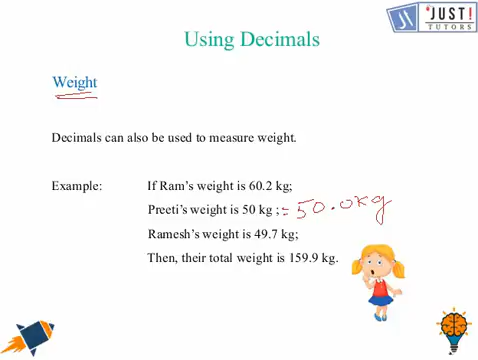 JUST!
TUTORS
Using Decimals
Weight
Decimals can also be used to measure weight.
Example: If Ram's weight is 60.2 kg;
Preeti's weight is 50 kg ; = 50.0kg
Ramesh's weight is 49.7 kg;
Then, their total weight is 159.9 kg.